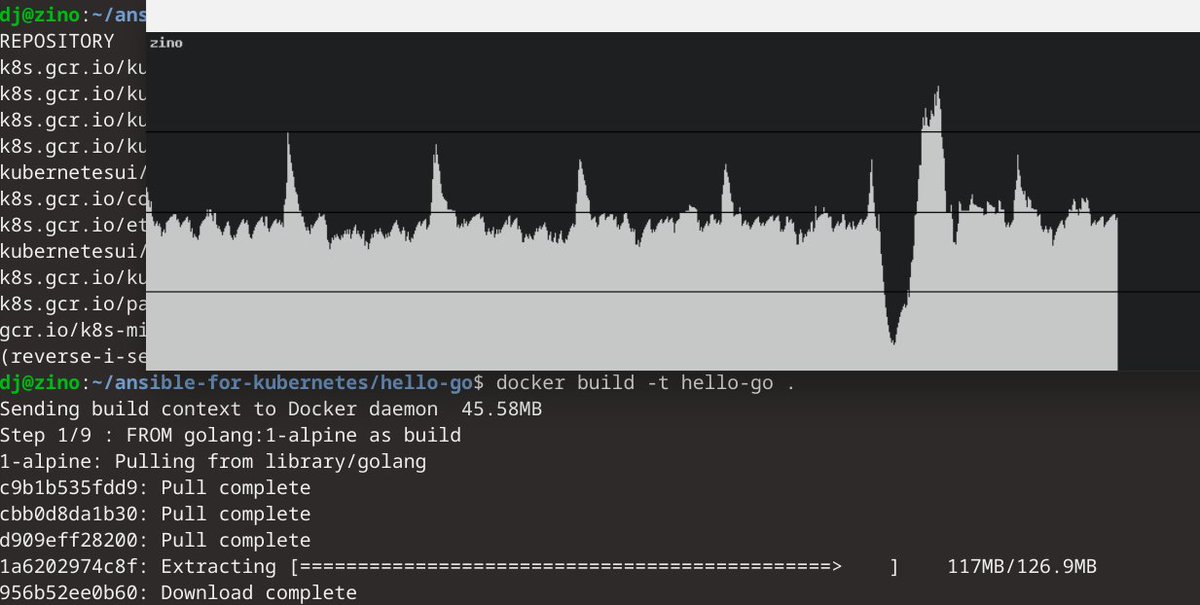 dj@zino:~/ans
REPOSITORY
zino
k8s.gcr.io/ku
k8s.gcr.io/ku
k8s.gcr.io/ku
k8s.gcr.io/ku
kubernetesui/
k8s.gcr.io/co
k8s.gcr.io/et
kubernetesui/
k8s.gcr.io/ku
k8s.gcr.io/pa
gcr.io/k8s-mi
(reverse-i-se
dj@zino:~/ansible-for-kubernetes/hello-go$ docker build -t hello-go .
Sending build context to Docker daemon  45.58MB
Step 1/9 : FROM golang:1-alpine as build
1-alpine: Pulling from library/golang
c9b1b535fdd9: Pull complete
cbb0d8da1b30: Pull complete
d909eff28200: Pull complete
1a6202974c8f: Extracting [==============================================>    ]    117MB/126.9MB
956b52ee0b60: Download complete